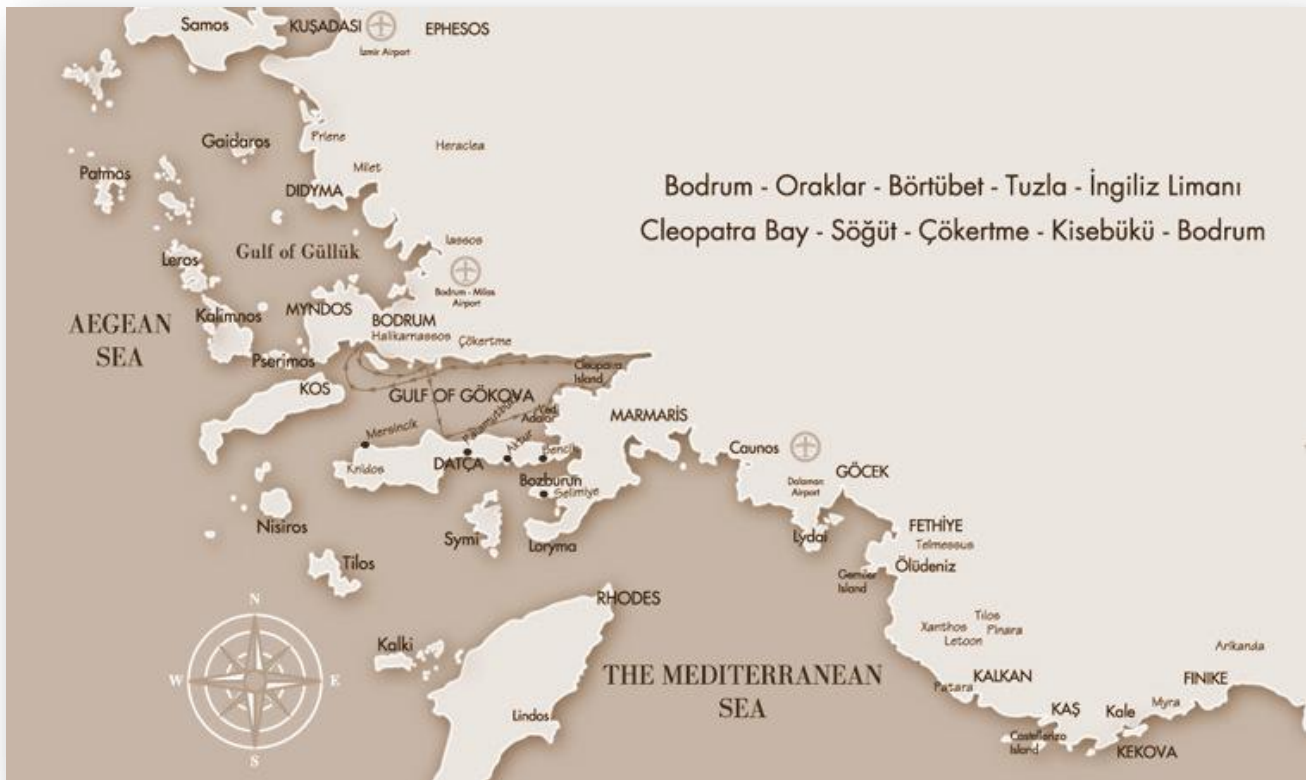 Samos
KUŞADASI
EPHESOS
İzmir Airport
Gaidaros
Priene
Heraclea
Patmos
Milet
DIDYMA
Bodrum - Oraklar - Börtübet - Tuzla - İngiliz Limanı
Cleopatra Bay - Söğüt - Çökertme - Kisebükü - Bodrum
Iassos
Gulf of Güllük
Leros
Bodrum - Milas
Airport
MYNDOS
Kalimnos
BODRUM
AEGEAN
SEA
Halikarnassos
Çökertme
Pserimos
Cleopatra
Island
KOS
GULF OF GÖKOVA
MARMARİS
Adalar
Mersincik
Aktur
Bencik
Caunos
Knidos
DATÇA
GÖCEK
Dalaman
Airport
Bozburun
Selimiye
Nisiros
Symi
Loryma
Lydai
FETHİYE
Telmessus
Tilos
Ölüdeniz
Gemiler
Island
RHODES
N
Xanthos
Tilos
Pinara
Letoon
Kalki
Arikanda
W
E
THE MEDITERRANEAN
SEA
KALKAN
FINIKE
Patara
Lindos
KAŞ
Kale
Myra
Island
KEKOVA
S